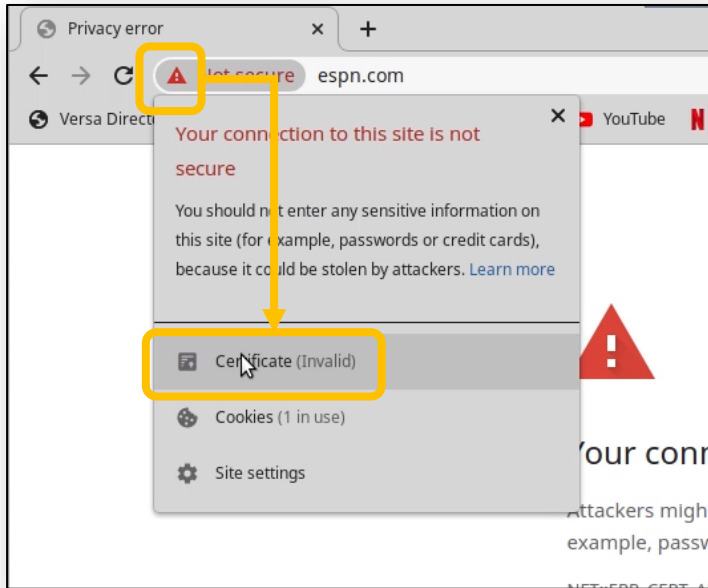 Privacy error
Not secure espn.com
Versa Direct
YouTube
Your connection to this site is not
secure
You should not enter any sensitive information on
this site (for example, passwords or credit cards),
because it could be stolen by attackers. Learn more
Certificate (Invalid)
Cookies (1 in use)
Site settings
our conn
Attackers migh
example, passw